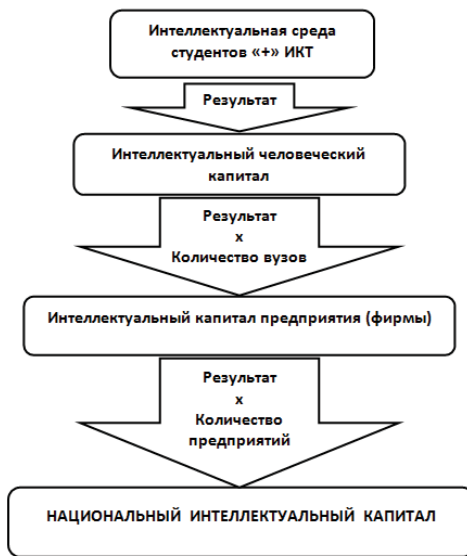 Интеллектуальная среда
студентов «+» ИКТ
Результат
Интеллектуальный человеческий
капитал
Результат
х
Количество вузов
Интеллектуальный капитал предприятия (фирмы)
Результат
х
Количество
предприятий
НАЦИОНАЛЬНЫЙ ИНТЕЛЛЕКТУАЛЬНЫЙ КАПИТАЛ